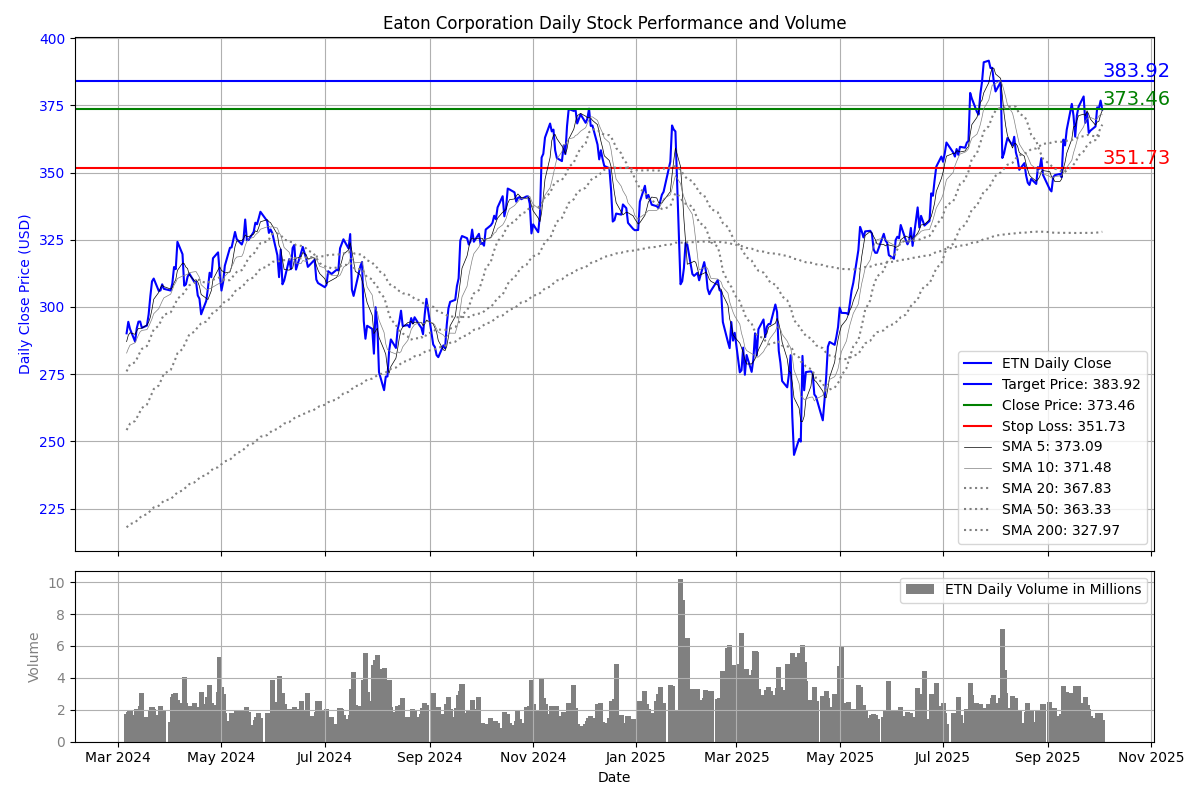 Eaton Corporation Daily Stock Performance and Volume
400
375
350
325
300
275
250
225
Daily Close Price (USD)
383.92
373.46
351.73
ETN Daily Close
Target Price: 383.92
Close Price: 373.46
Stop Loss: 351.73
SMA 5: 373.09
SMA 10: 371.48
SMA 20: 367.83
SMA 50: 363.33
SMA 200: 327.97
10
8
6
4
2
0
Volume
ETN Daily Volume in Millions
Mar 2024 May 2024 Jul 2024 Sep 2024 Nov 2024 Jan 2025 Mar 2025 May 2025 Jul 2025 Sep 2025 Nov 2025
Date